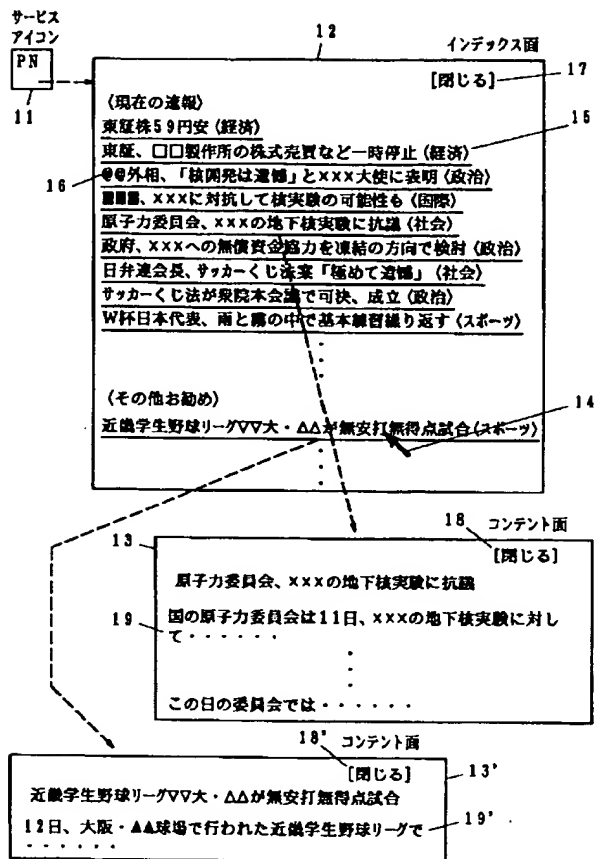 サービス
アイコン
PN
11
12
インデックス面
[閉じる]
17
〈現在の速報〉
東証株59円安〈経済〉
15
東証、□□製作所の株式売買など一時停止〈経済〉
16
@@外相、「核開発は遺憾」と×××大使に表明〈政治〉
■■■、×××に対抗して核実験の可能性も〈国際〉
原子力委員会、×××の地下核実験に抗議〈社会〉
政府、×××への無償資金協力を凍結の方向で検討〈政治〉
日弁連会長、サッカーくじ法案「極めて遺憾」〈社会〉
サッカーくじ法が衆院本会議で可決、成立〈政治〉
W杯日本代表、雨と霧の中で基本練習繰り返す〈スポーツ〉
〈その他お勧め〉
14
近畿学生野球リーグ▽▽大・△△が無安打無得点試合〈スポーツ〉
18
コンテント面
13
[閉じる]
原子力委員会、×××の地下核実験に抗議
国の原子力委員会は11日、×××の地下核実験に対し
19
て・・・・・・
この日の委員会では・・・・・・
18'
コンテント面
[閉じる]
13'
近畿学生野球リーグ▽▽大・△△が無安打無得点試合
12日、大阪・▲▲球場で行われた近畿学生野球リーグで
19'
・・・・・・